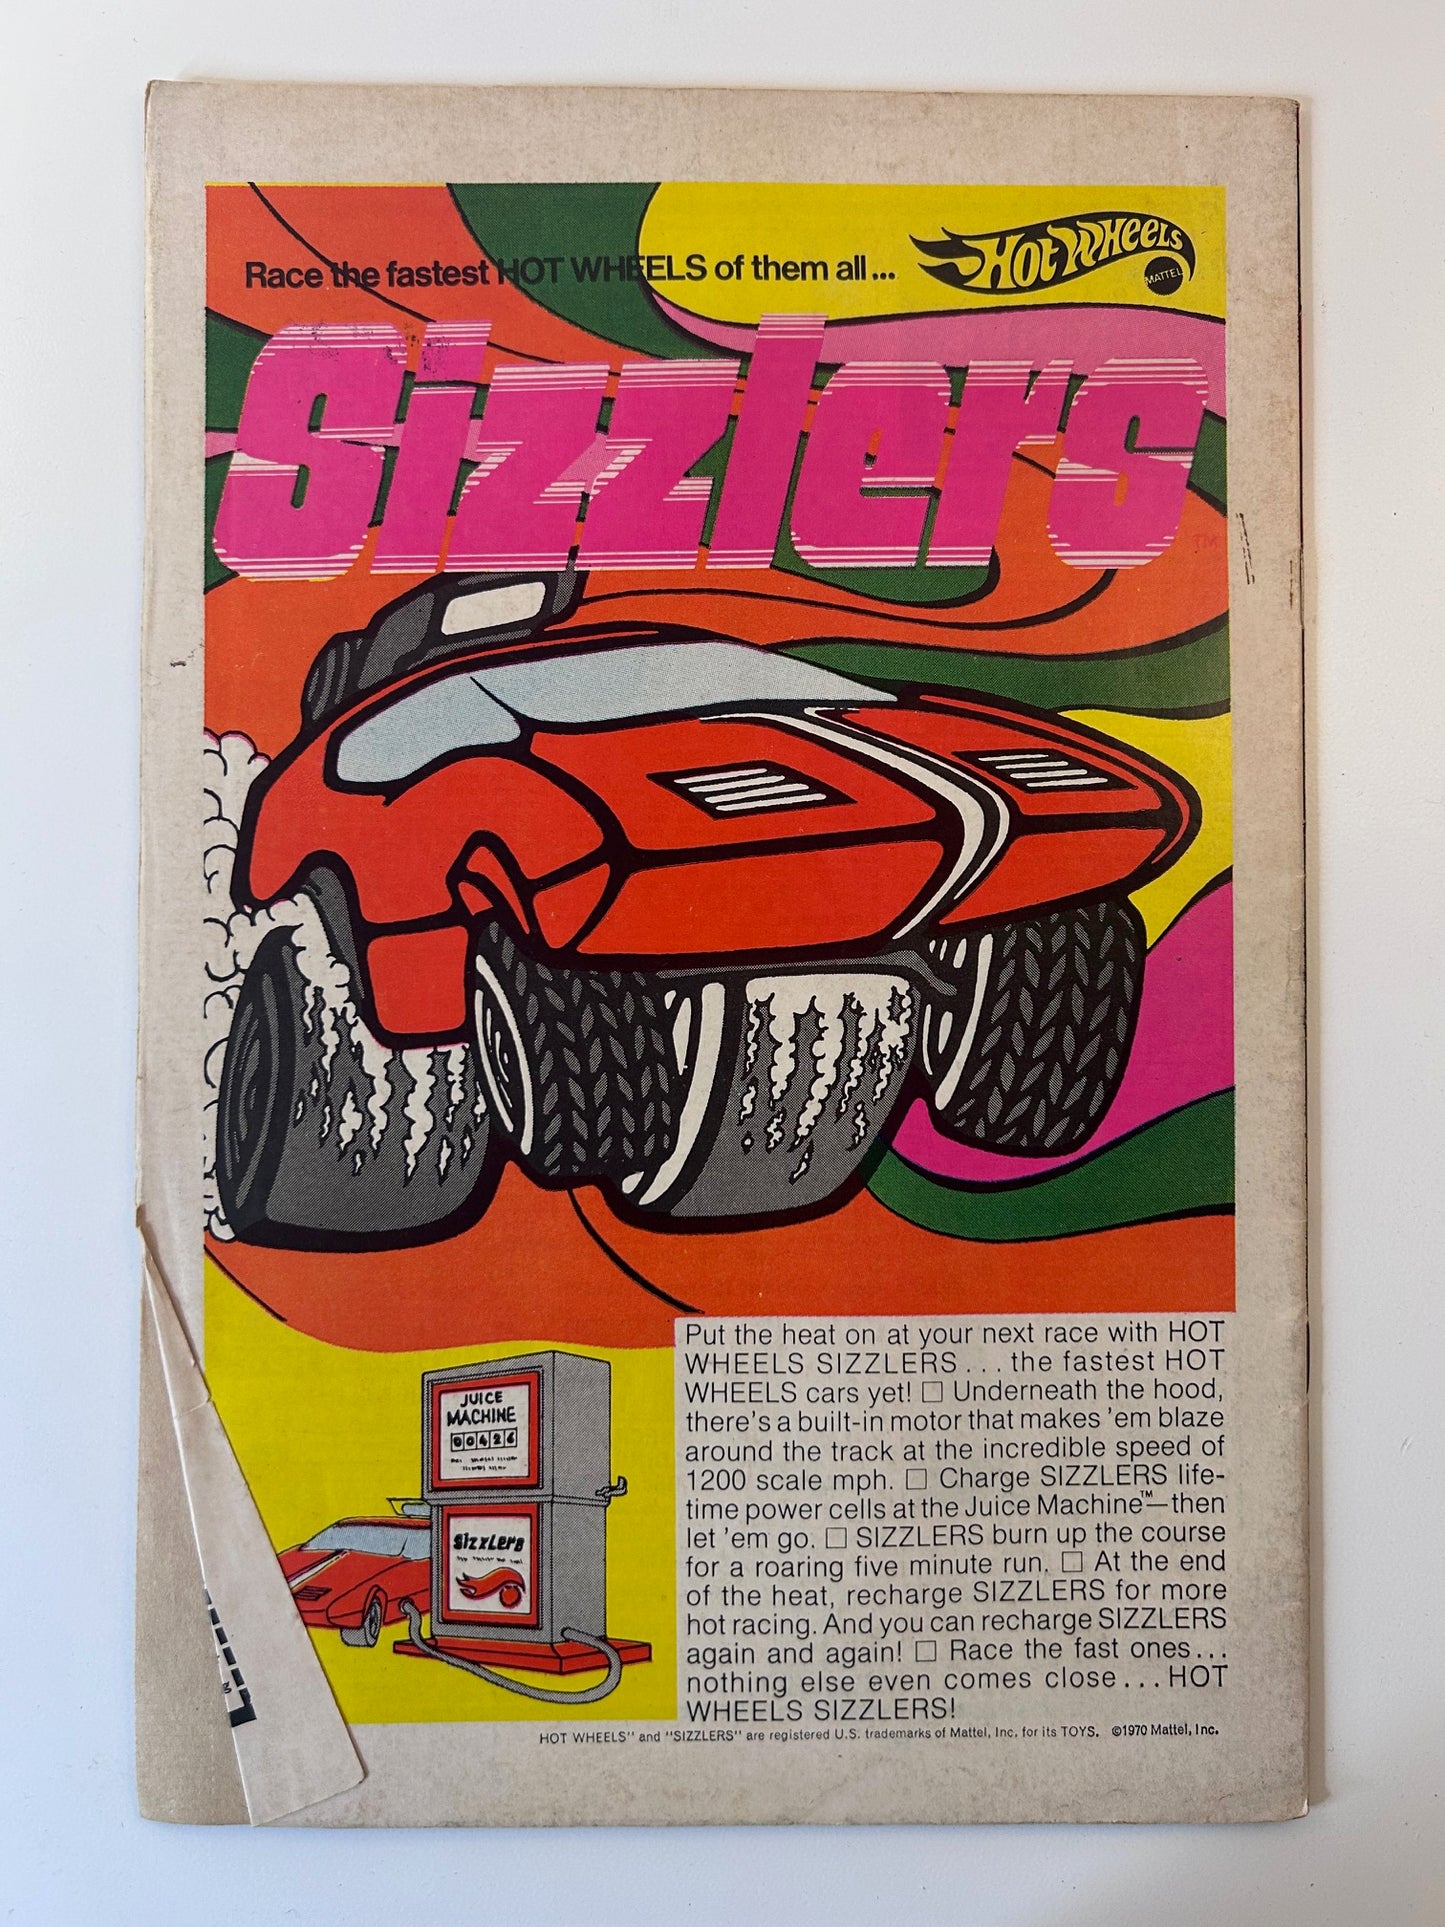 Race the fastest HOT WHEELS of them all...
HOT WHEELS
MATTEL
Sizzlers
TM
Put the heat on at your next race with HOT
WHEELS SIZZLERS... the fastest HOT
WHEELS cars yet! □ Underneath the hood,
there's a built-in motor that makes 'em blaze
around the track at the incredible speed of
1200 scale mph. □ Charge SIZZLERS life-
time power cells at the Juice Machine™—then
let 'em go. □ SIZZLERS burn up the course
for a roaring five minute run. □ At the end
of the heat, recharge SIZZLERS for more
hot racing. And you can recharge SIZZLERS
again and again! □ Race the fast ones...
nothing else even comes close... HOT
WHEELS SIZZLERS!
JUICE
MACHINE
00426
Sizzlers
HOT WHEELS" and "SIZZLERS" are registered U.S. trademarks of Mattel, Inc. for its TOYS. ©1970 Mattel, Inc.